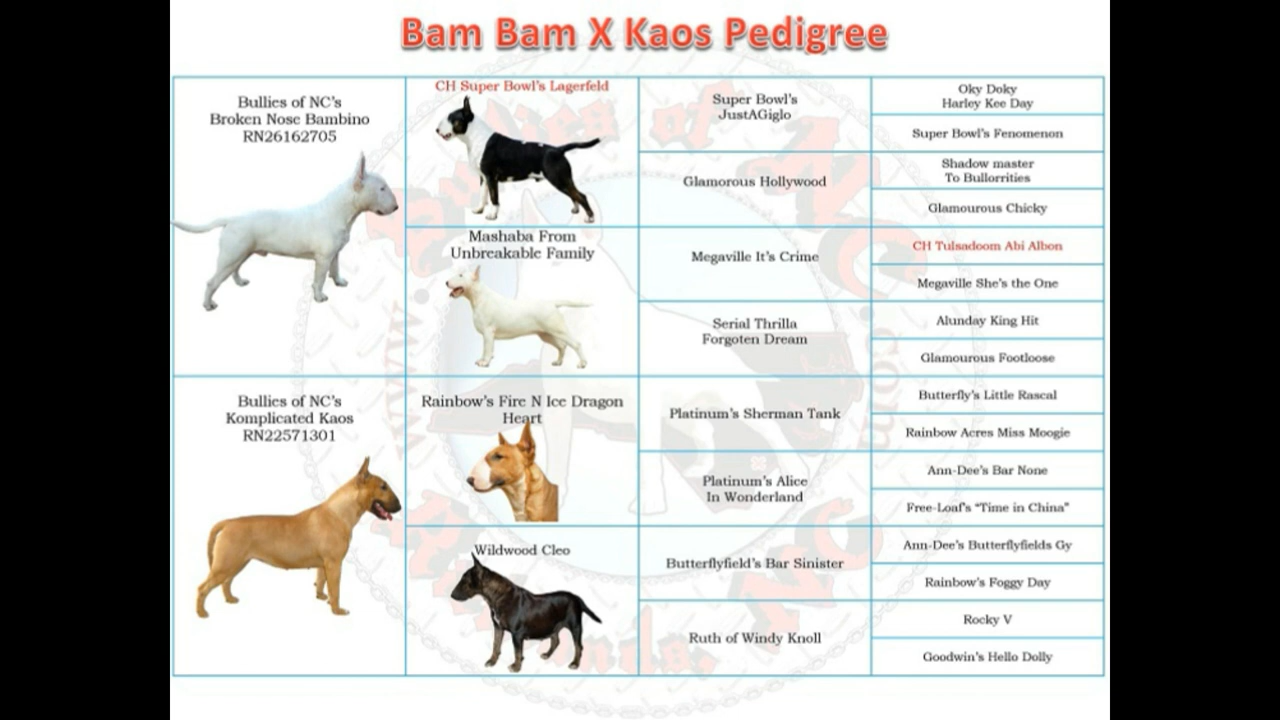 Bam Bam X Kaos Pedigree
Bullies of NC's
Broken Nose Bambino
RN26162705
CH Super Bowl's Lagerfeld
Super Bowl's
JustAGiglo
Oky Doky
Harley Kee Day
Super Bowl's Fenomenon
Glamorous Hollywood
Shadow master
To Bullorrities
Glamourous Chicky
Mashaba From
Unbreakable Family
Megaville It's Crime
CH Tulsadoom Abi Albon
Megaville She's the One
Serial Thrilla
Forgoten Dream
Alunday King Hit
Glamourous Footloose
Bullies of NC's
Komplicated Kaos
RN22571301
Rainbow's Fire N Ice Dragon
Heart
Platinum's Sherman Tank
Butterfly's Little Rascal
Rainbow Acres Miss Moogie
Platinum's Alice
In Wonderland
Ann-Dee's Bar None
Free-Loaf's "Time in China"
Wildwood Cleo
Butterflyfield's Bar Sinister
Ann-Dee's Butterflyfields Gy
Rainbow's Foggy Day
Ruth of Windy Knoll
Rocky V
Goodwin's Hello Dolly